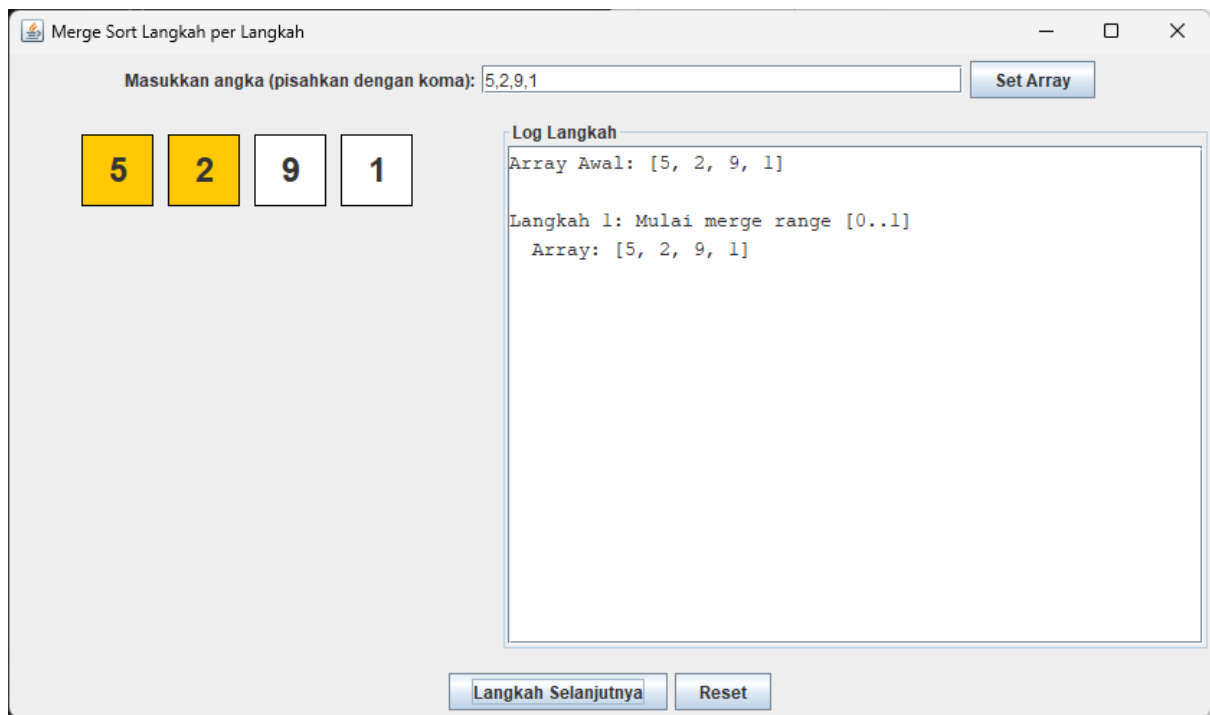 Merge Sort Langkah per Langkah
Masukkan angka (pisahkan dengan koma): 5,2,9,1 Set Array
5 2 9 1
Log Langkah
Array Awal: [5, 2, 9, 1]
Langkah 1: Mulai merge range [0..1]
Array: [5, 2, 9, 1]
Langkah Selanjutnya Reset